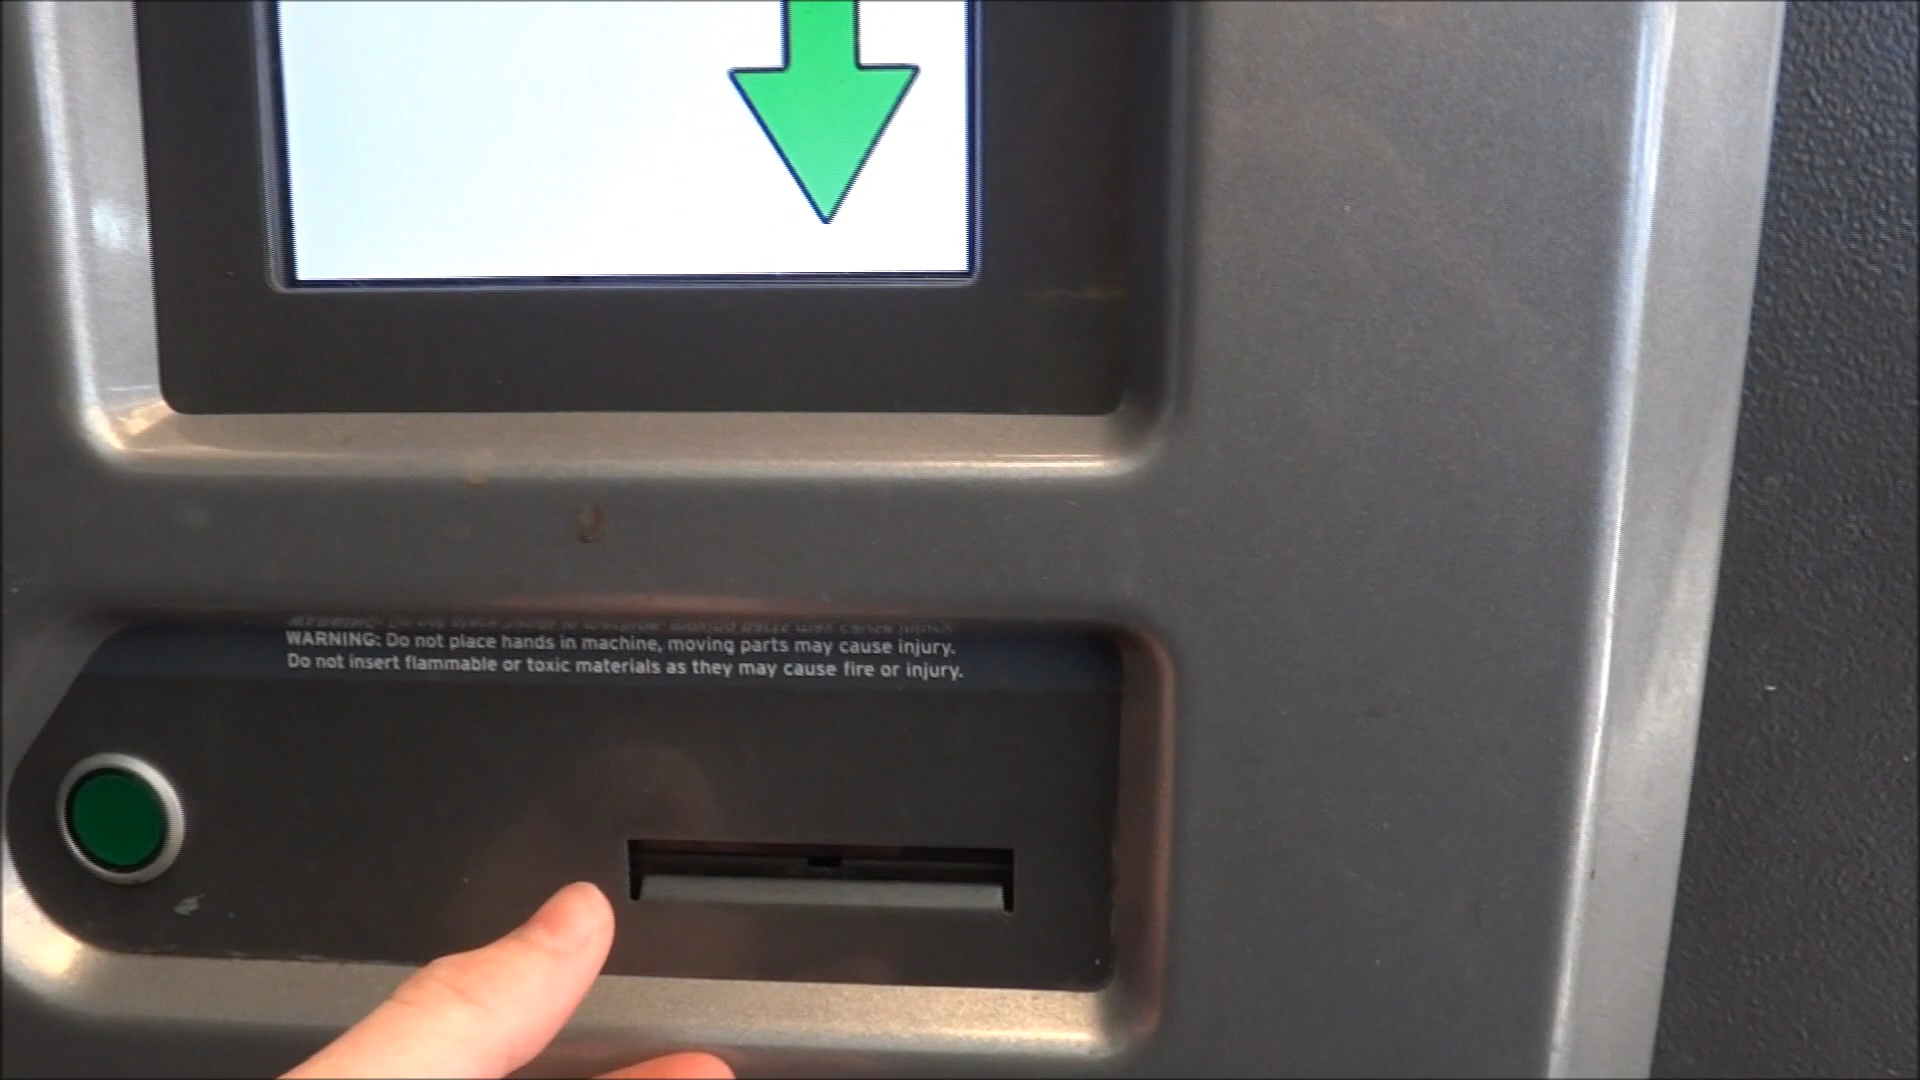 WARNING: Do not place hands in machine, moving parts may cause injury.
Do not insert flammable or toxic materials as they may cause fire or injury.